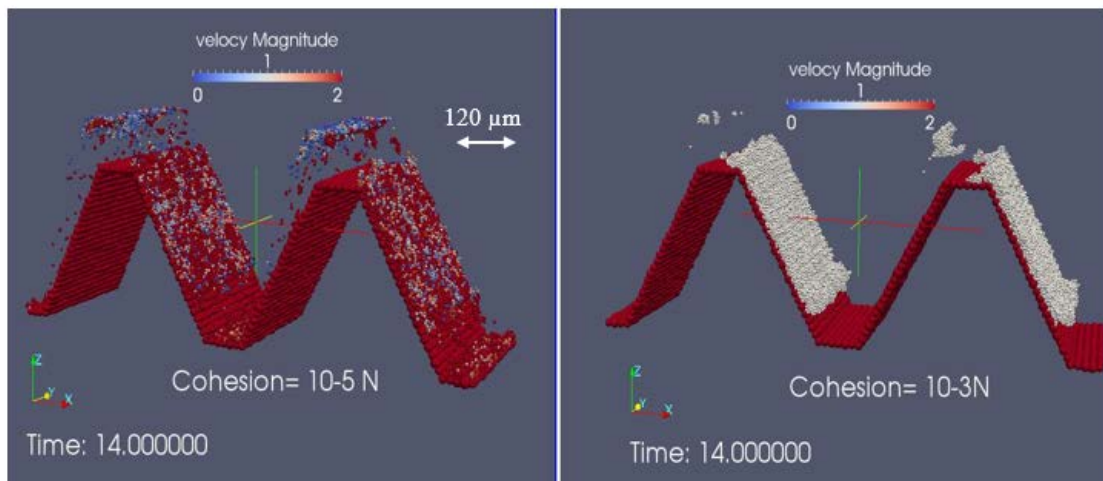 velocy Magnitude
1
0 2
120 µm
Cohesion= 10-5 N
Z
Y
X
Time: 14.000000
velocy Magnitude
1
0 2
Cohesion= 10-3N
Z
Y
X
Time: 14.000000